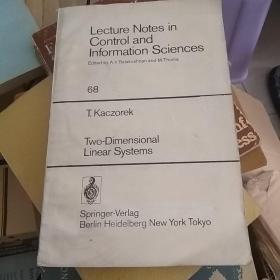 Lecture Notes in
Control and
Information Sciences
Edited by A.V. Balakrishnan and M. Thoma
68
T. Kaczorek
Two-Dimensional
Linear Systems
Springer-Verlag
Berlin Heidelberg New York Tokyo